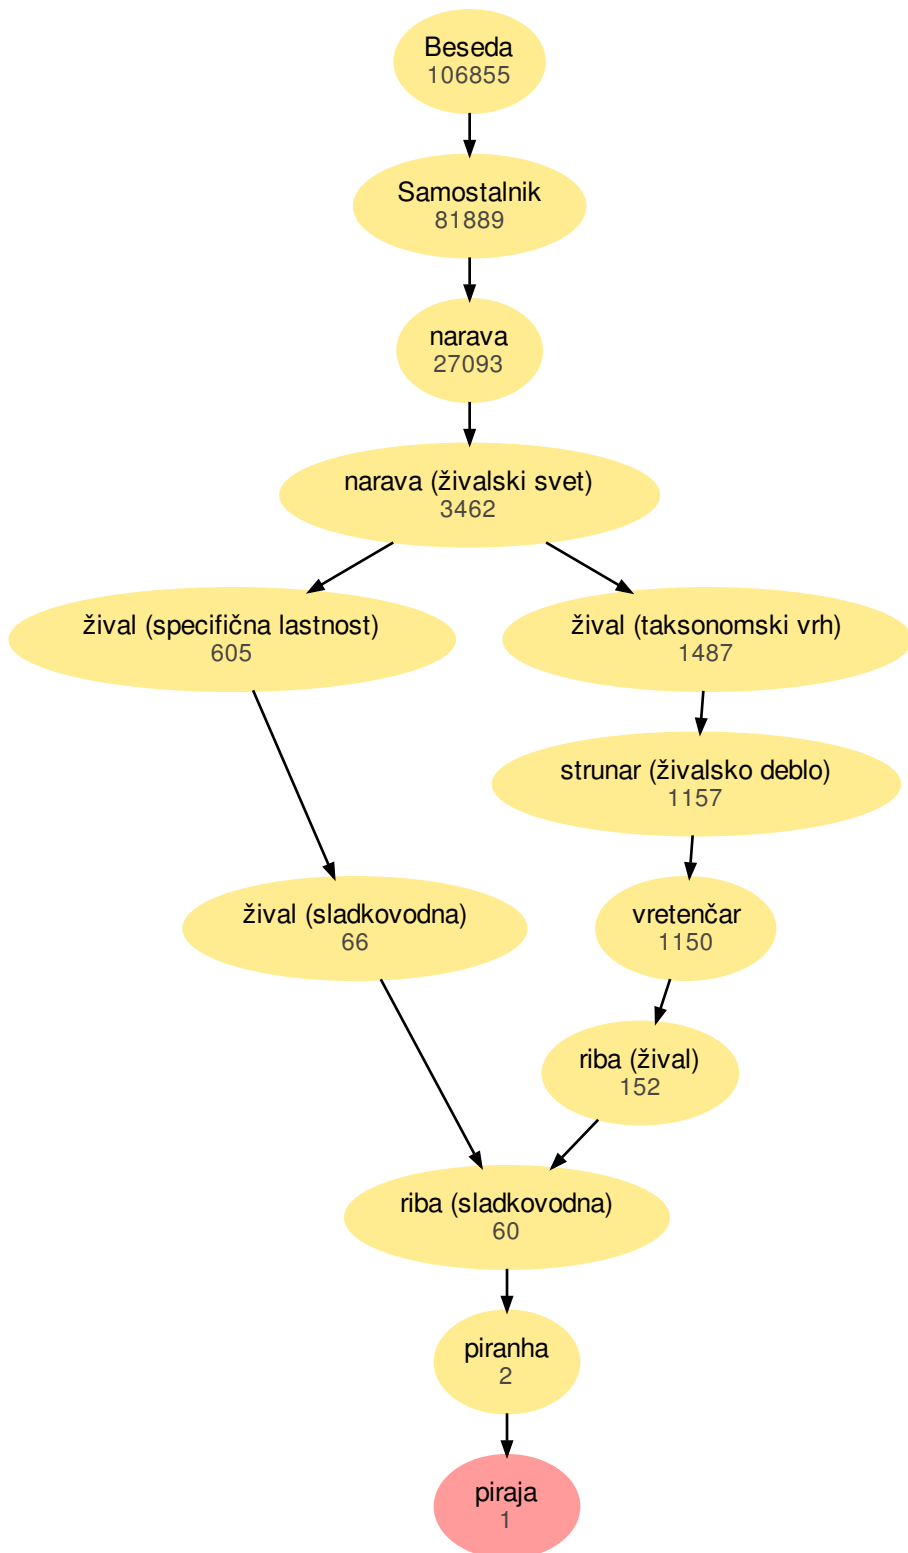 Beseda
106855
Samostalnik
81889
narava
27093
narava (živalski svet)
3462
žival (specifična lastnost)
605
žival (taksonomski vrh)
1487
strunar (živalsko deblo)
1157
žival (sladkovodna)
66
vretenčar
1150
riba (žival)
152
riba (sladkovodna)
60
piranha
2
piraja
1